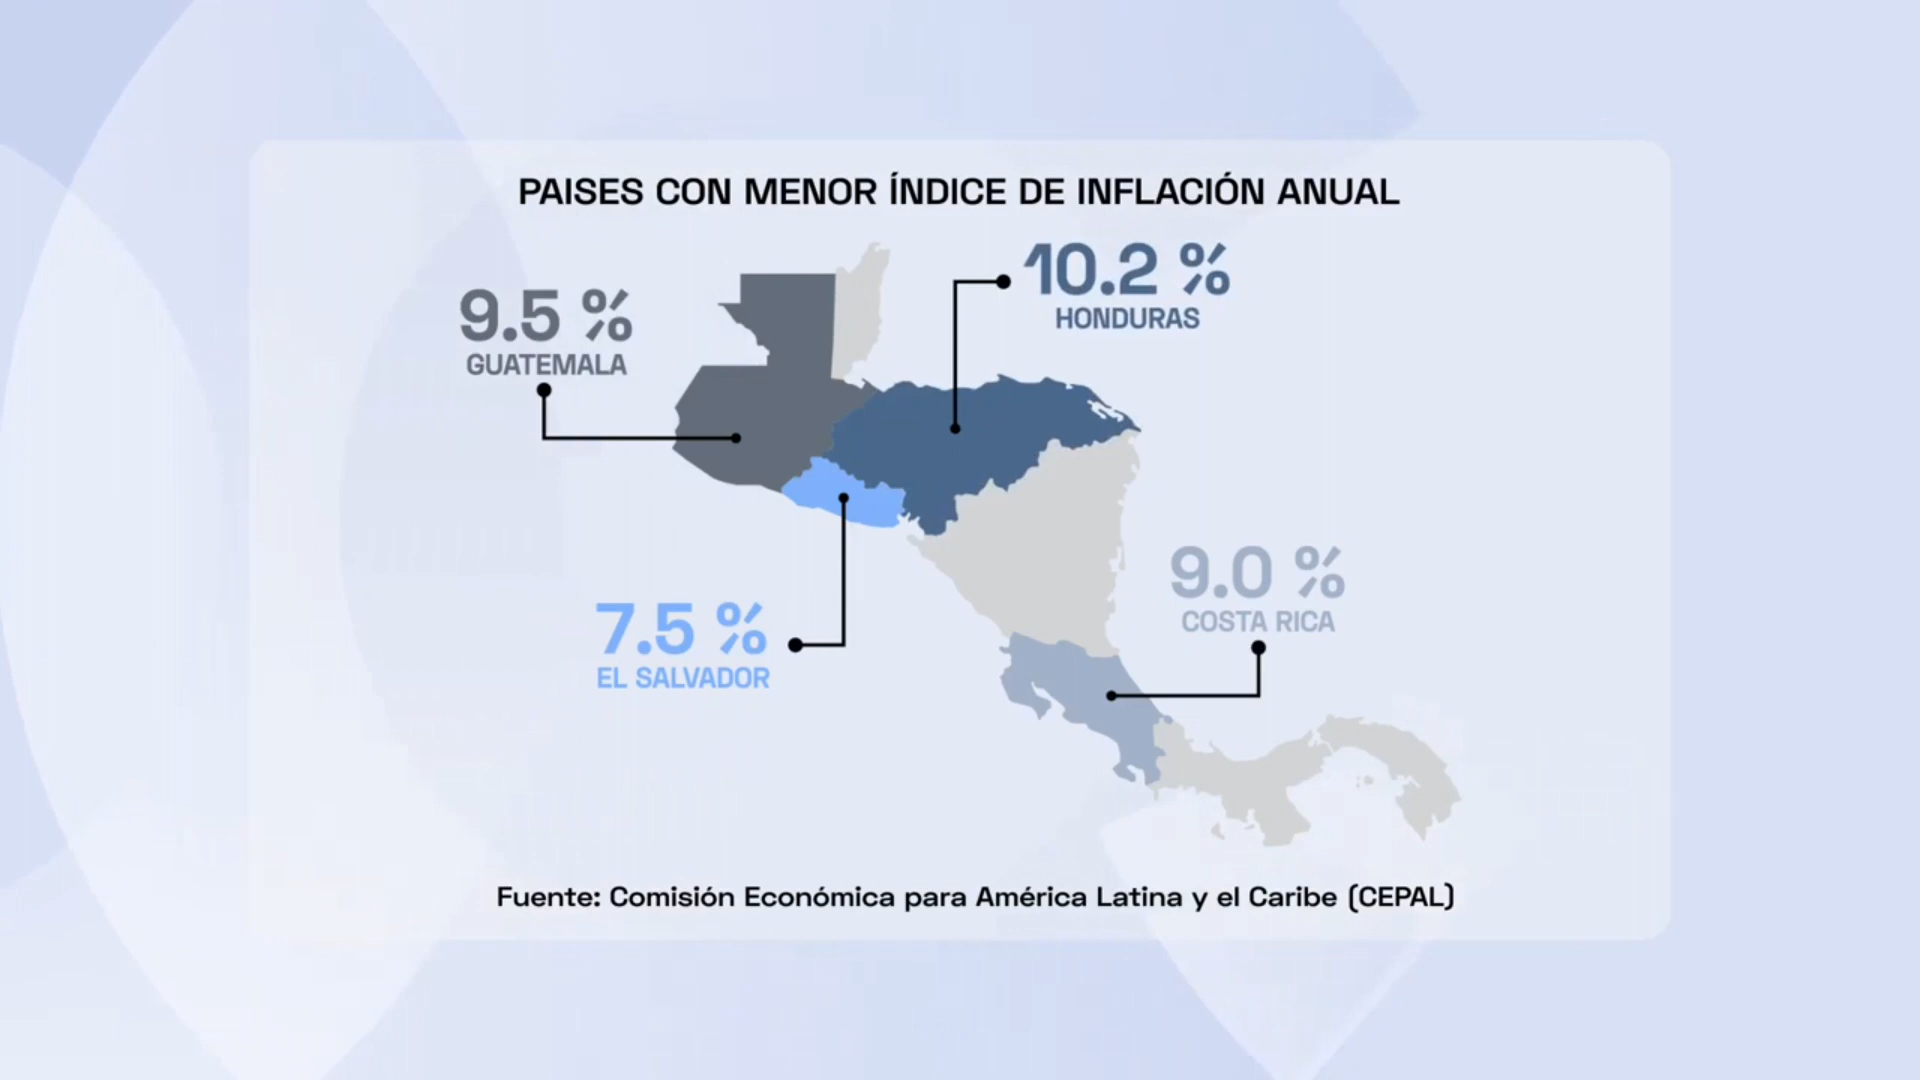 PAISES CON MENOR ÍNDICE DE INFLACIÓN ANUAL
10.2 %
HONDURAS
9.5 %
GUATEMALA
9.0 %
COSTA RICA
7.5 %
EL SALVADOR
Fuente: Comisión Económica para América Latina y el Caribe (CEPAL)